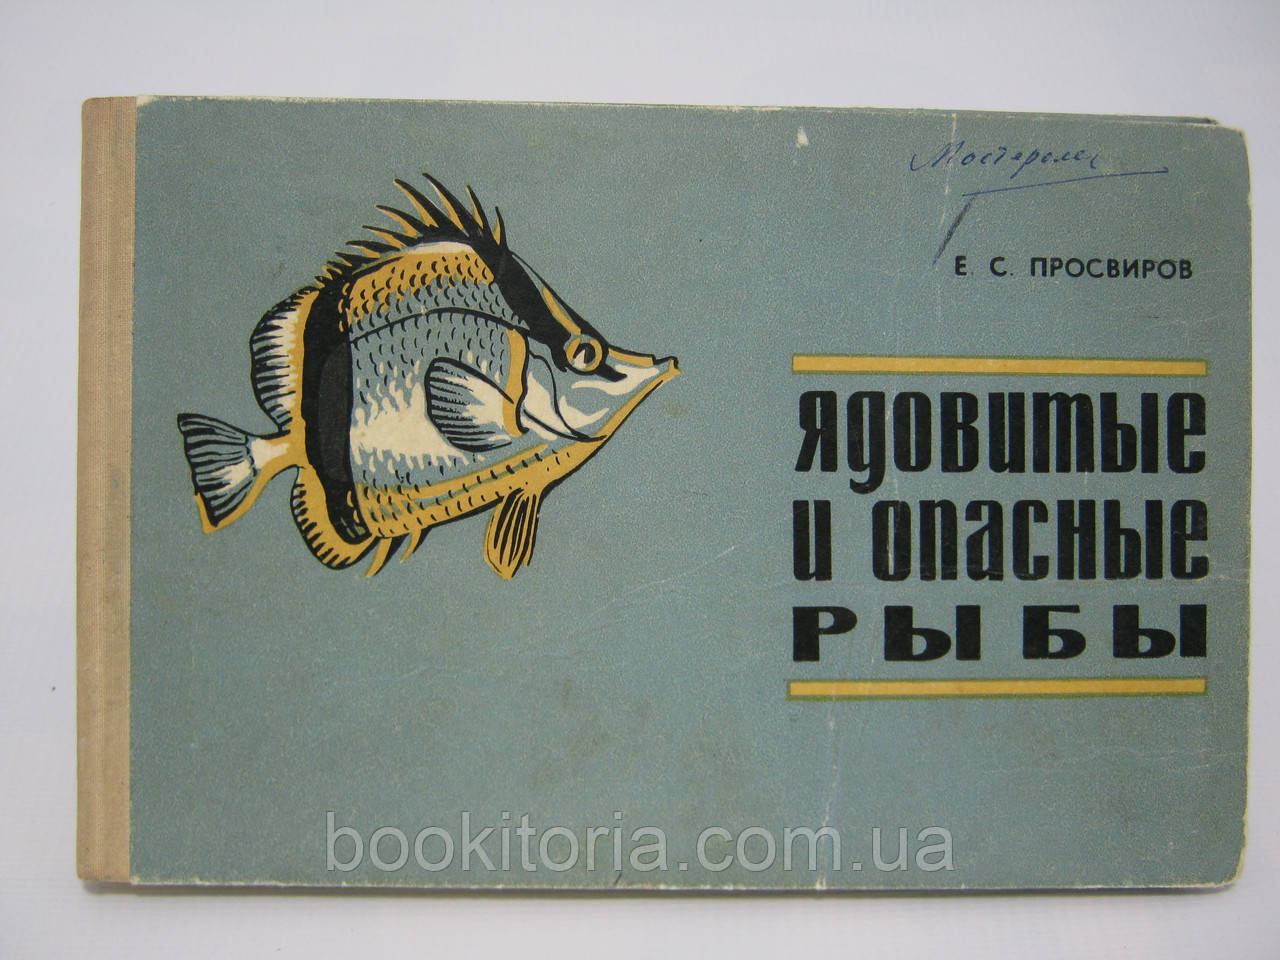 Е. С. ПРОСВИРОВ
ЯДОВИТЫЕ
И ОПАСНЫЕ
РЫБЫ
bookitoria.com.ua